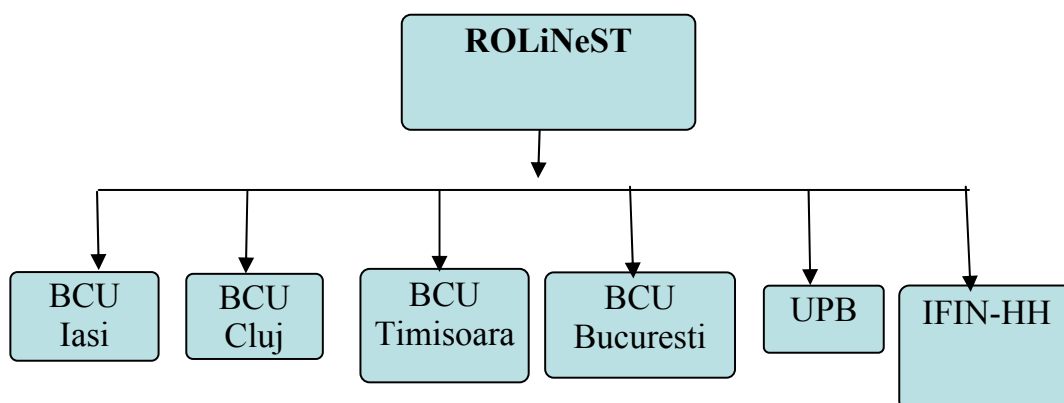 ROLiNeST
BCU
Iasi
BCU
Cluj
BCU
Timisoara
BCU
Bucuresti
UPB
IFIN-HH